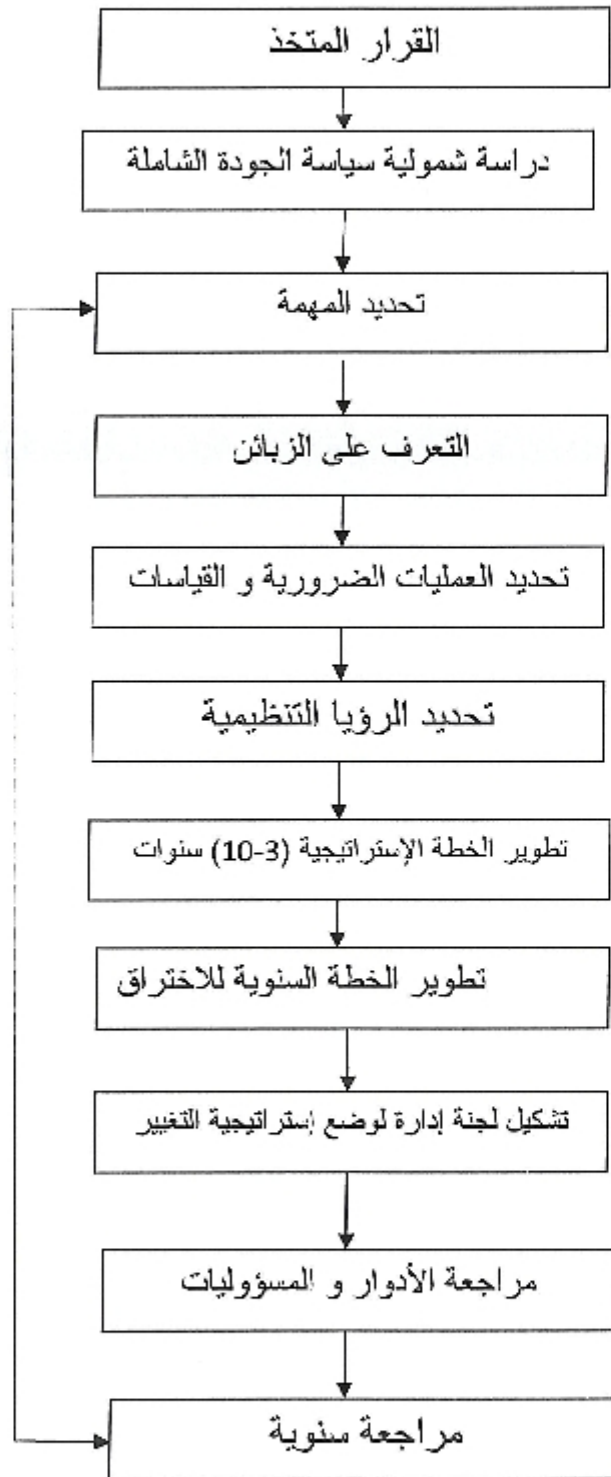 القرار المتخذ
دراسة شمولية سياسة الجودة الشاملة
تحديد المهمة
التعرف على الزبائن
تحديد العمليات الضرورية و القياسات
تحديد الرؤيا التنظيمية
تطوير الخطة الإستراتيجية (3-10) سنوات
تطوير الخطة السنوية للاختراق
تشكيل لجنة إدارة لوضع إستراتيجية التغيير
مراجعة الأدوار و المسؤوليات
مراجعة سنوية